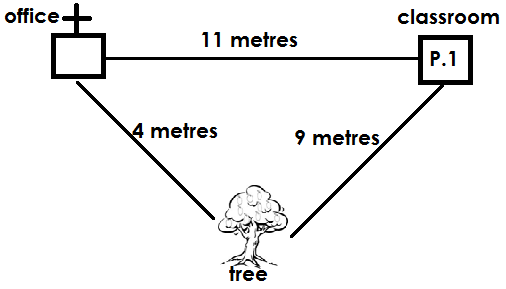 office
classroom
11 metres
P.1
4 metres
9 metres
tree